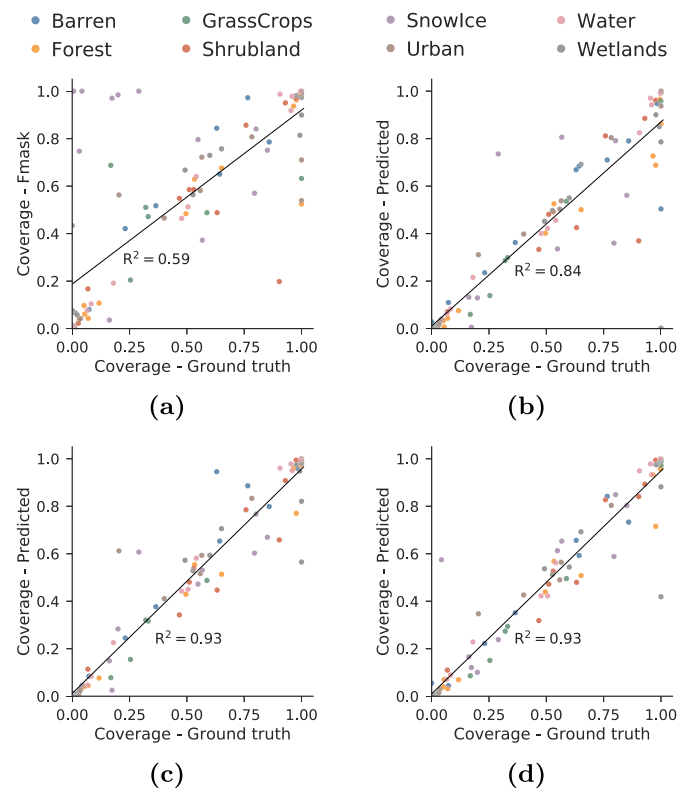 Barren GrassCrops SnowIce Water
Forest Shrubland Urban Wetlands
1.0
0.8
0.6
0.4
0.2
0.0
Coverage - Fmask
R² = 0.59
0.00 0.25 0.50 0.75 1.00
Coverage - Ground truth
(a)
1.0
0.8
0.6
0.4
0.2
0.0
Coverage - Predicted
R² = 0.84
0.00 0.25 0.50 0.75 1.00
Coverage - Ground truth
(b)
1.0
0.8
0.6
0.4
0.2
0.0
Coverage - Predicted
R² = 0.93
0.00 0.25 0.50 0.75 1.00
Coverage - Ground truth
(c)
1.0
0.8
0.6
0.4
0.2
0.0
Coverage - Predicted
R² = 0.93
0.00 0.25 0.50 0.75 1.00
Coverage - Ground truth
(d)